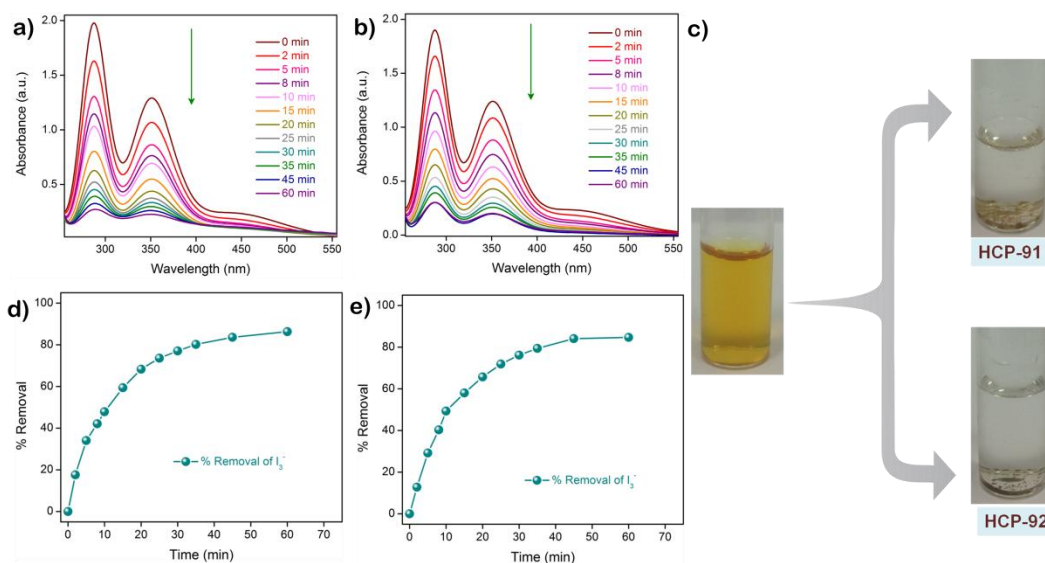 a)
2.0
1.5
1.0
0.5
Absorbance (a.u.)
300 350 400 450 500 550
Wavelength (nm)
0 min
2 min
5 min
8 min
10 min
15 min
20 min
25 min
30 min
35 min
45 min
60 min
b)
2.0
1.5
1.0
0.5
0.0
Absorbance (a.u.)
300 350 400 450 500 550
Wavelength (nm)
0 min
2 min
5 min
8 min
10 min
15 min
20 min
25 min
30 min
35 min
45 min
60 min
c)
HCP-91
HCP-92
d)
100
80
60
40
20
0
% Removal
% Removal of I₃⁻
0 10 20 30 40 50 60 70
Time (min)
e)
100
80
60
40
20
0
% Removal
% Removal of I₃⁻
0 10 20 30 40 50 60 70
Time (min)